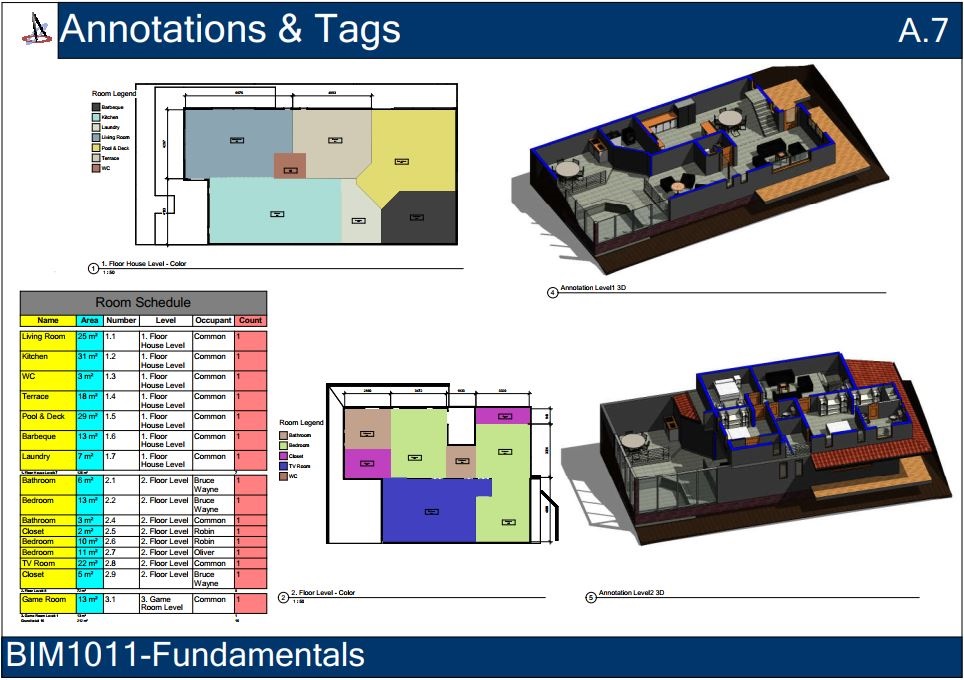 Annotations & Tags
A.7
Room Legend
Barbeque
Kitchen
Laundry
Living Room
Pool & Deck
Terrace
WC
1
1. Floor House Level - Color
1 : 50
4
Annotation Level1 3D
Room Schedule
Name Area Number Level Occupant Count
Living Room 25 m² 1.1 1. Floor Common 1
House Level
Kitchen 31 m² 1.2 1. Floor Common 1
House Level
WC 3 m² 1.3 1. Floor Common 1
House Level
Terrace 18 m² 1.4 1. Floor Common 1
House Level
Pool & Deck 29 m² 1.5 1. Floor Common 1
House Level
Barbeque 13 m² 1.6 1. Floor Common 1
House Level
Laundry 7 m² 1.7 1. Floor Common 1
House Level
Bathroom 6 m² 2.1 2. Floor Level Bruce 1
Wayne
Bedroom 13 m² 2.2 2. Floor Level Bruce 1
Wayne
Bathroom 3 m² 2.4 2. Floor Level Common 1
Closet 2 m² 2.5 2. Floor Level Robin 1
Bedroom 10 m² 2.6 2. Floor Level Robin 1
Bedroom 11 m² 2.7 2. Floor Level Oliver 1
TV Room 22 m² 2.8 2. Floor Level Common 1
Closet 5 m² 2.9 2. Floor Level Bruce 1
Wayne
Game Room 13 m² 3.1 3. Game Common 1
Room Level
Room Legend
Bathroom
Bedroom
Closet
TV Room
WC
2
2. Floor Level - Color
1 : 50
5
Annotation Level2 3D
BIM1011-Fundamentals